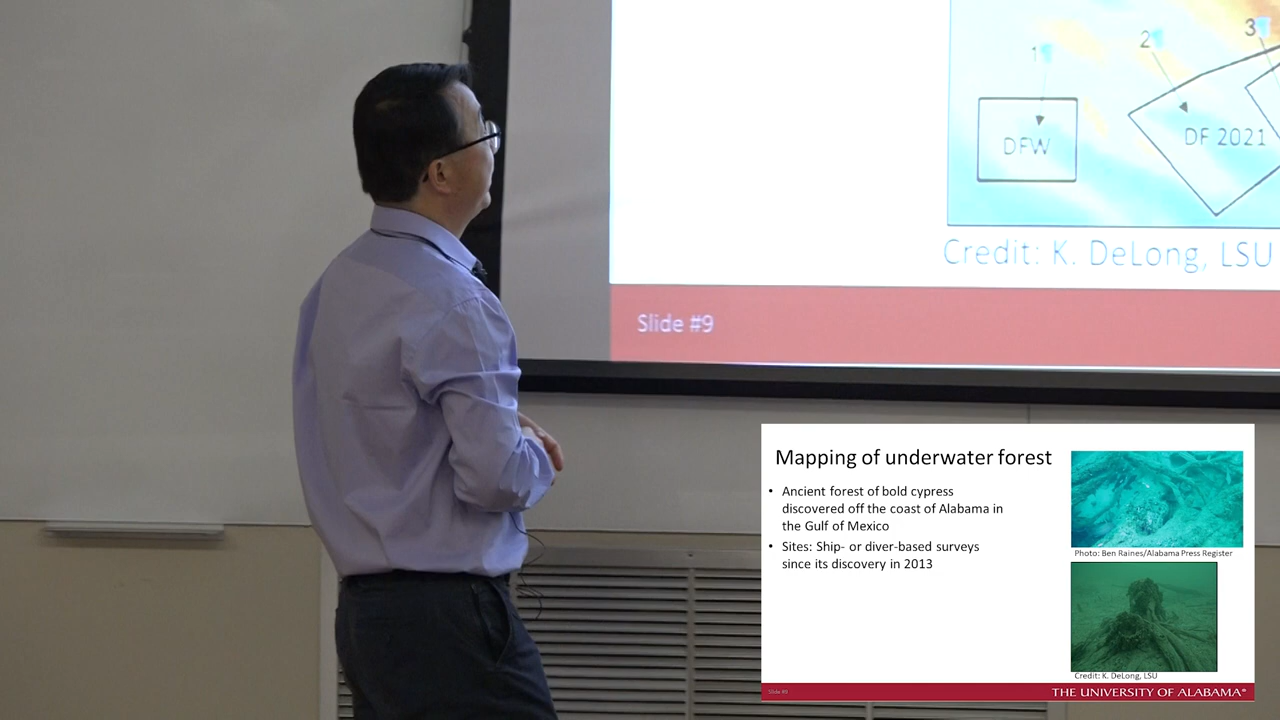 1
2
3
DFW
DF 2021
Credit: K. DeLong, LSU
Slide #9
Mapping of underwater forest
• Ancient forest of bold cypress
discovered off the coast of Alabama in
the Gulf of Mexico
• Sites: Ship- or diver-based surveys
since its discovery in 2013
Photo: Ben Raines/Alabama Press Register
Credit: K. DeLong, LSU
Slide #9
THE UNIVERSITY OF ALABAMA®